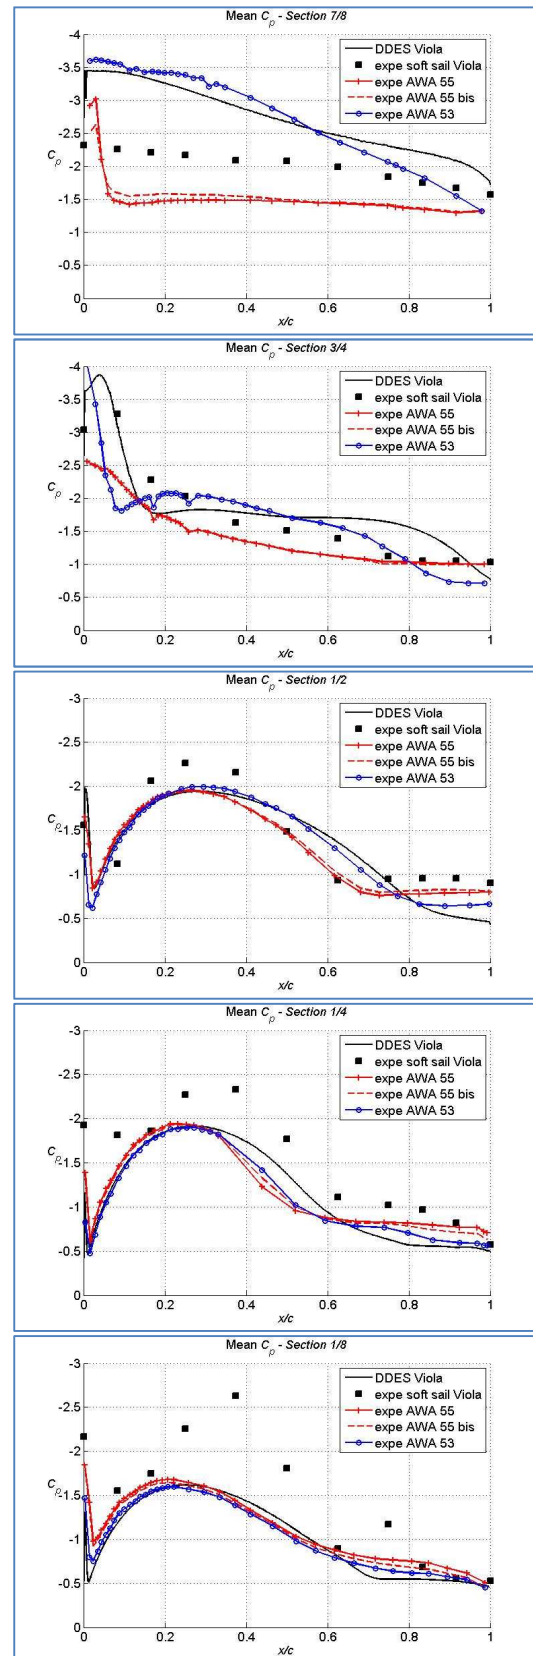 Mean Cp - Section 7/8
-4
-3.5
-3
-2.5
-2
-1.5
-1
-0.5
0
Cp
DDES Viola
expe soft sail Viola
expe AWA 55
expe AWA 55 bis
expe AWA 53
0 0.2 0.4 0.6 0.8 1
x/c
Mean Cp - Section 3/4
-4
-3.5
-3
-2.5
-2
-1.5
-1
-0.5
0
Cp
DDES Viola
expe soft sail Viola
expe AWA 55
expe AWA 55 bis
expe AWA 53
0 0.2 0.4 0.6 0.8 1
x/c
Mean Cp - Section 1/2
-3
-2.5
-2
-1.5
-1
-0.5
0
Cp
DDES Viola
expe soft sail Viola
expe AWA 55
expe AWA 55 bis
expe AWA 53
0 0.2 0.4 0.6 0.8 1
x/c
Mean Cp - Section 1/4
-3
-2.5
-2
-1.5
-1
-0.5
0
Cp
DDES Viola
expe soft sail Viola
expe AWA 55
expe AWA 55 bis
expe AWA 53
0 0.2 0.4 0.6 0.8 1
x/c
Mean Cp - Section 1/8
-3
-2.5
-2
-1.5
-1
-0.5
0
Cp
DDES Viola
expe soft sail Viola
expe AWA 55
expe AWA 55 bis
expe AWA 53
0 0.2 0.4 0.6 0.8 1
x/c